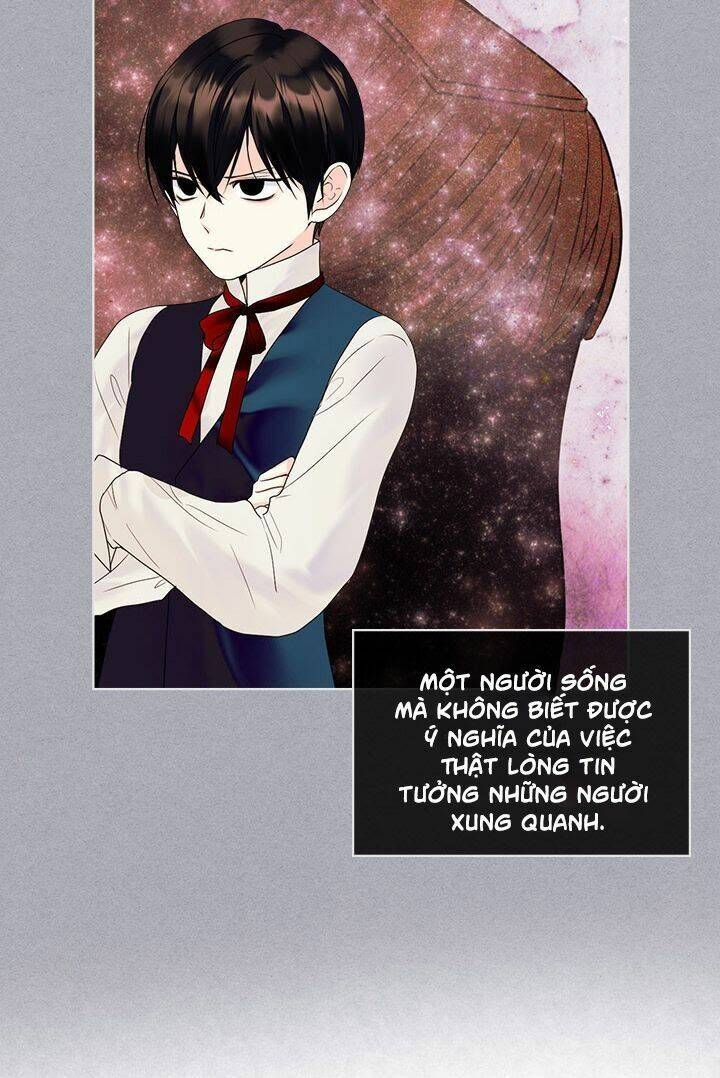 MỘT NGƯỜI SỐNG
MÀ KHÔNG BIẾT ĐƯỢC
Ý NGHĨA CỦA VIỆC
THẬT LÒNG TIN
TƯỞNG NHỮNG NGƯỜI
XUNG QUANH.